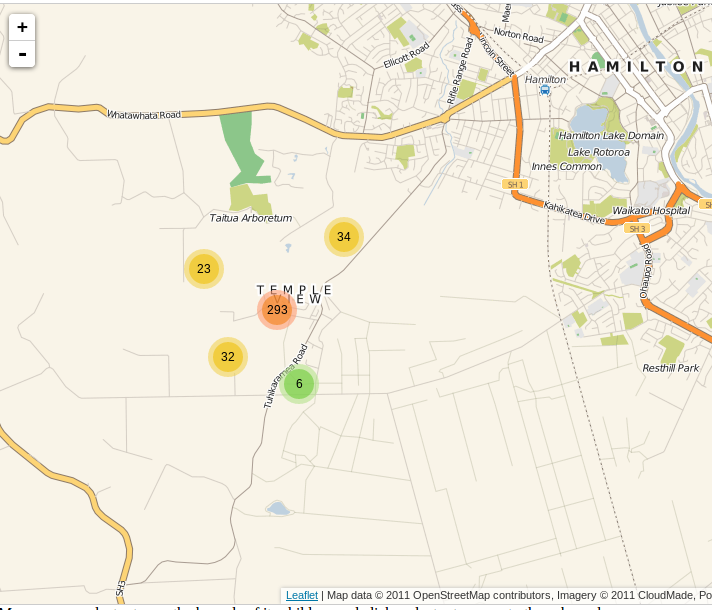 +
-
Norton Road
Lincoln Street
Ellicott Road
Rifle Range Road
HAMILTON
Hamilton
Whatawhata Road
Hamilton Lake Domain
Lake Rotoroa
Innes Common
SH 1
Kahikatea Drive
Waikato Hospital
SH 3
Taitua Arboretum
34
23
TEMPLE
VIEW
293
Ohaupo Road
32
Tuhikaramea Road
6
Resthill Park
SH3
Leaflet | Map data © 2011 OpenStreetMap contributors, Imagery © 2011 CloudMade, Po